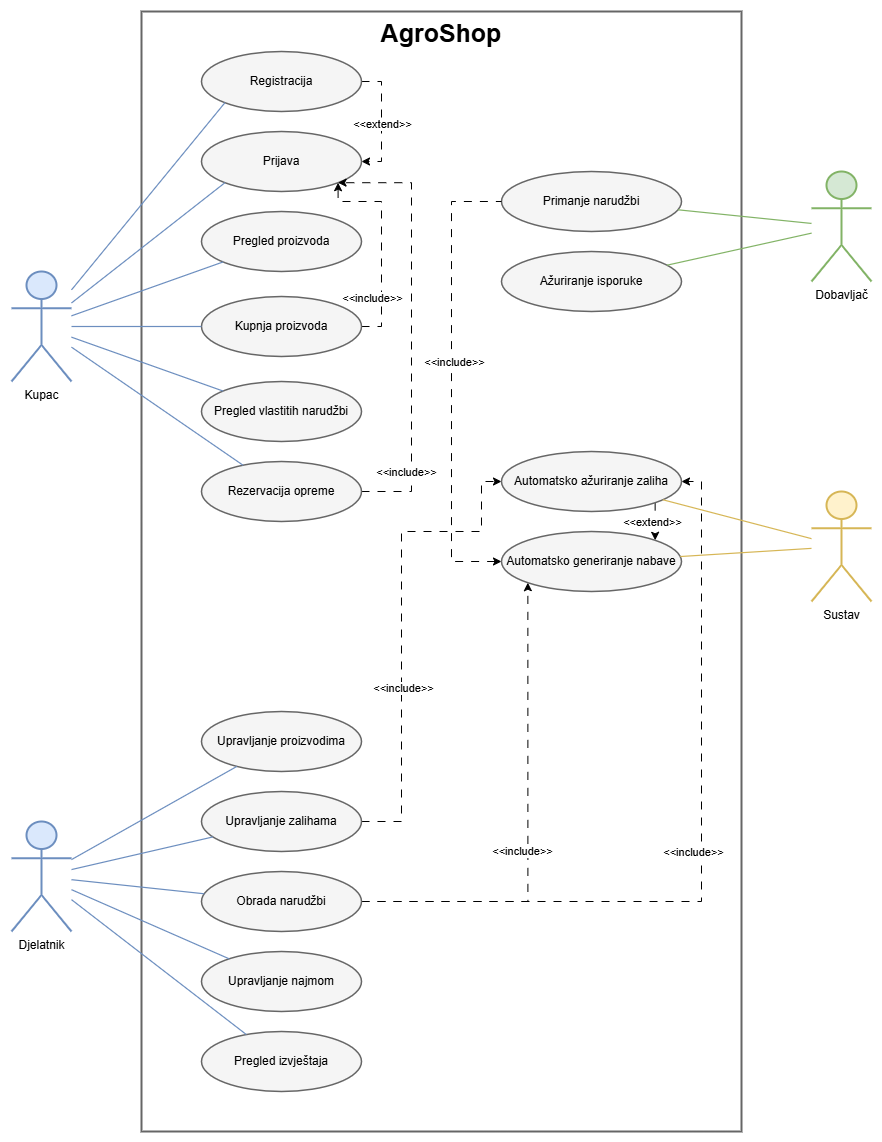 AgroShop
Registracija
<<extend>>
Prijava
Primanje narudžbi
Pregled proizvoda
Ažuriranje isporuke
Dobavljač
<<include>>
Kupnja proizvoda
<<include>>
Kupac
Pregled vlastitih narudžbi
<<include>>
Rezervacija opreme
Automatsko ažuriranje zaliha
<<extend>>
Automatsko generiranje nabave
Sustav
<<include>>
Upravljanje proizvodima
Upravljanje zalihama
<<include>>
<<include>>
Obrada narudžbi
Djelatnik
Upravljanje najmom
Pregled izvještaja